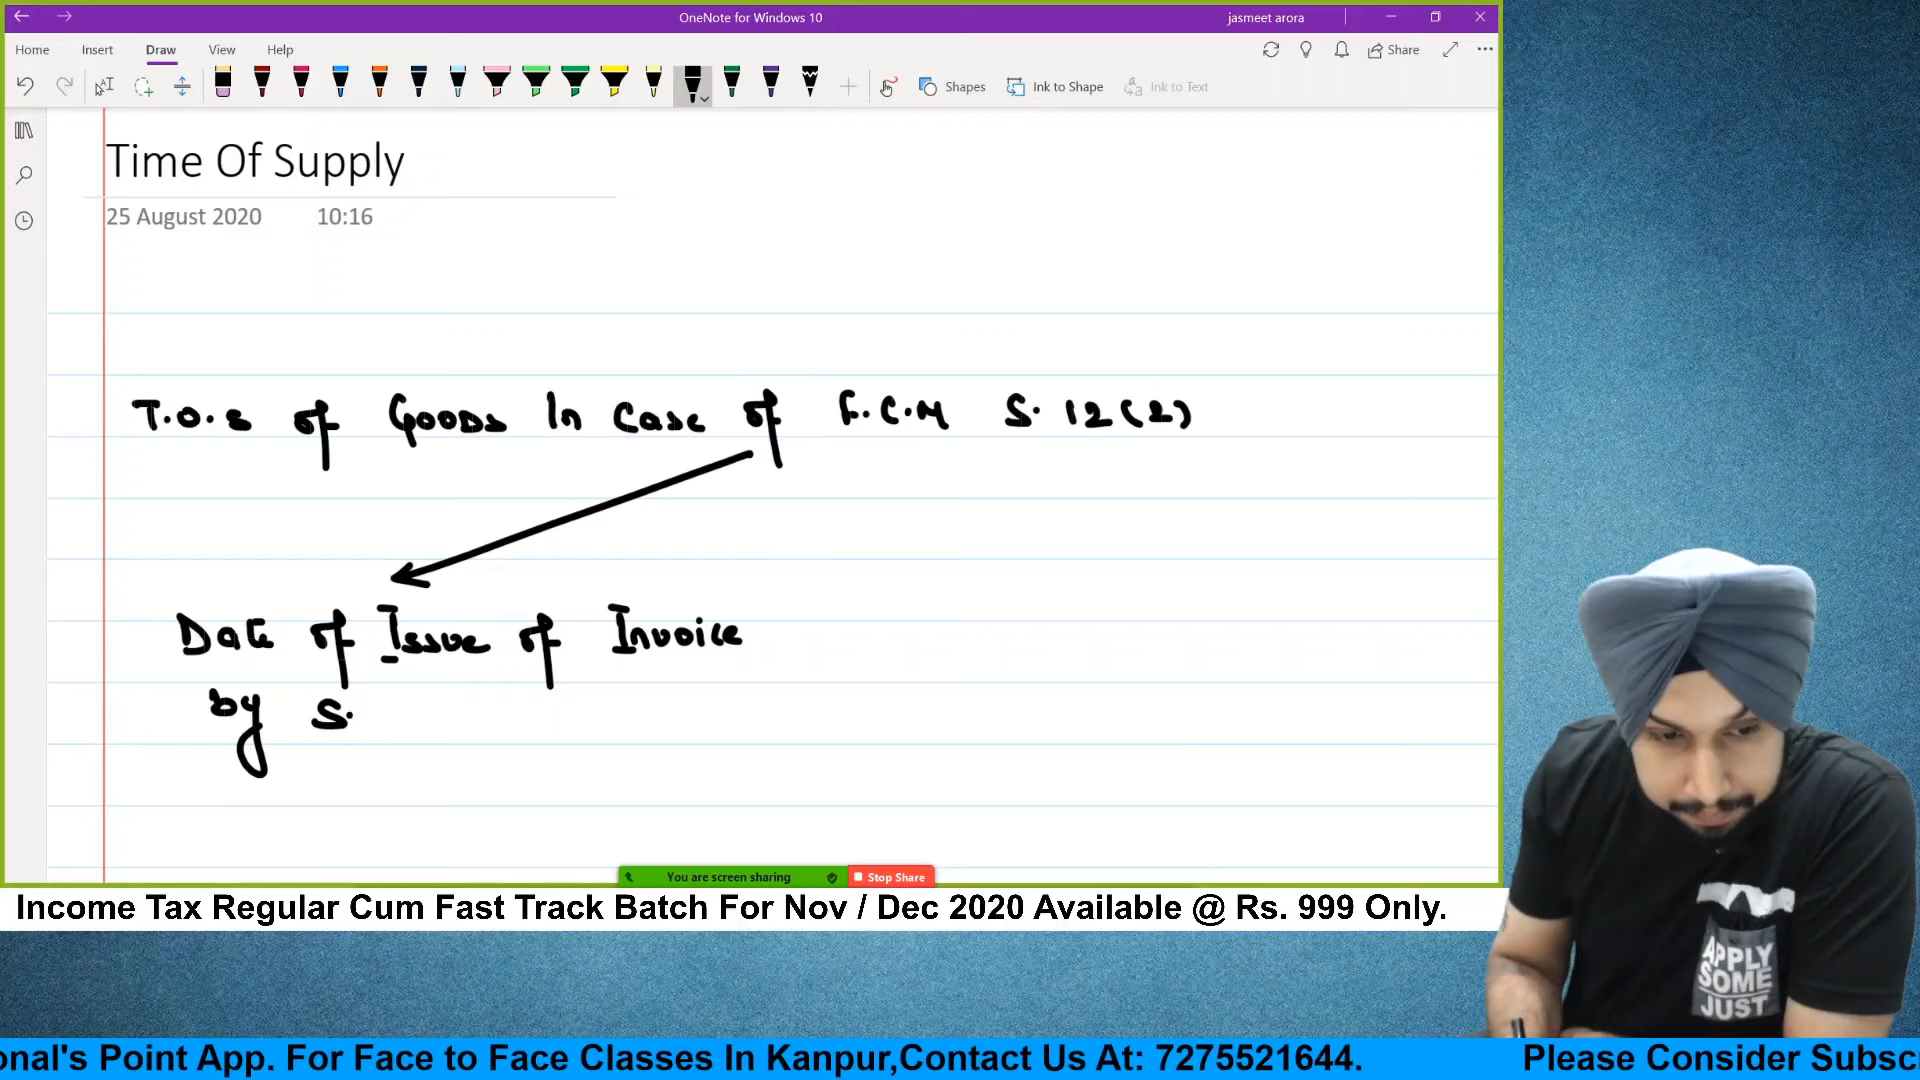 OneNote for Windows 10
jasmeet arora
Home Insert Draw View Help
Share
Shapes
Ink to Shape
Ink to Text
Time Of Supply
25 August 2020 10:16
T.O.S of Goods In Case of F.C.M S. 12(2)
Date of Issue of Invoice
by S.
You are screen sharing
Stop Share
Income Tax Regular Cum Fast Track Batch For Nov / Dec 2020 Available @ Rs. 999 Only.
APPLY
SOME
JUST
onal's Point App. For Face to Face Classes In Kanpur,Contact Us At: 7275521644. Please Consider Subsc